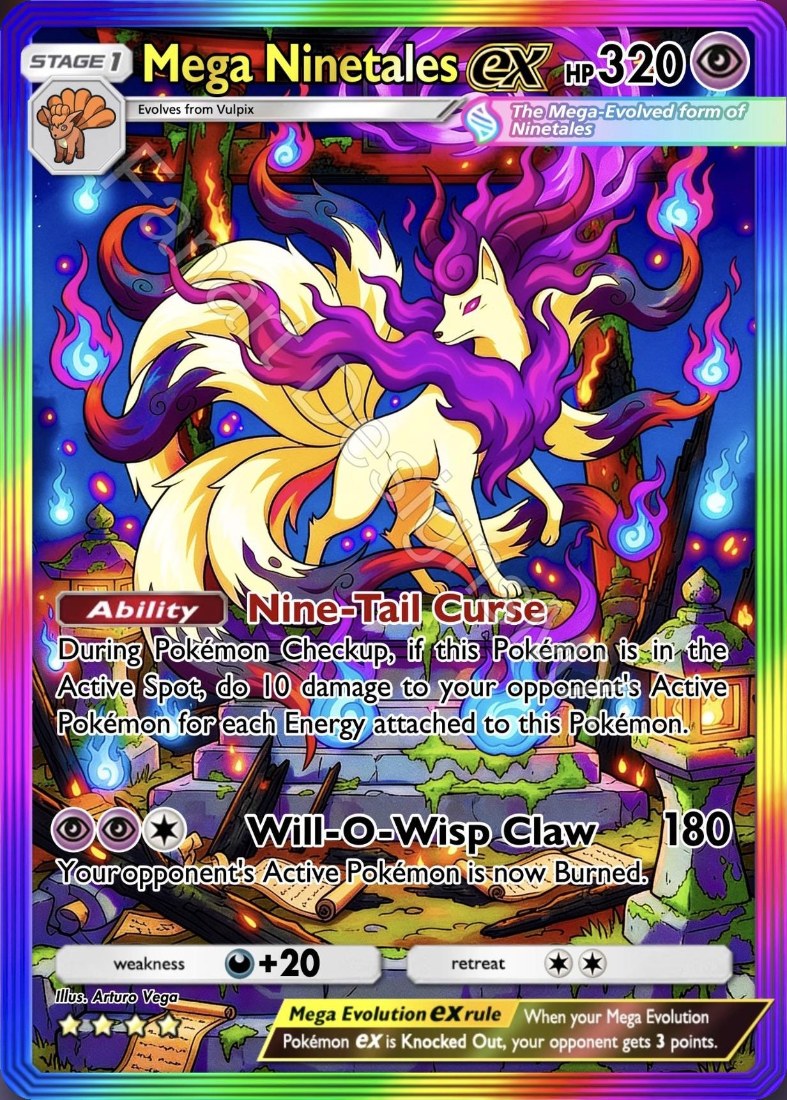 STAGE 1
Mega Ninetales ex HP 320
Evolves from Vulpix
The Mega-Evolved form of
Ninetales
Fanart Designs
Ability Nine-Tail Curse
During Pokémon Checkup, if this Pokémon is in the
Active Spot, do 10 damage to your opponent's Active
Pokémon for each Energy attached to this Pokémon.
Will-O-Wisp Claw 180
Your opponent's Active Pokémon is now Burned.
weakness +20 retreat
Illus. Arturo Vega
Mega Evolution ex rule When your Mega Evolution
Pokémon ex is Knocked Out, your opponent gets 3 points.